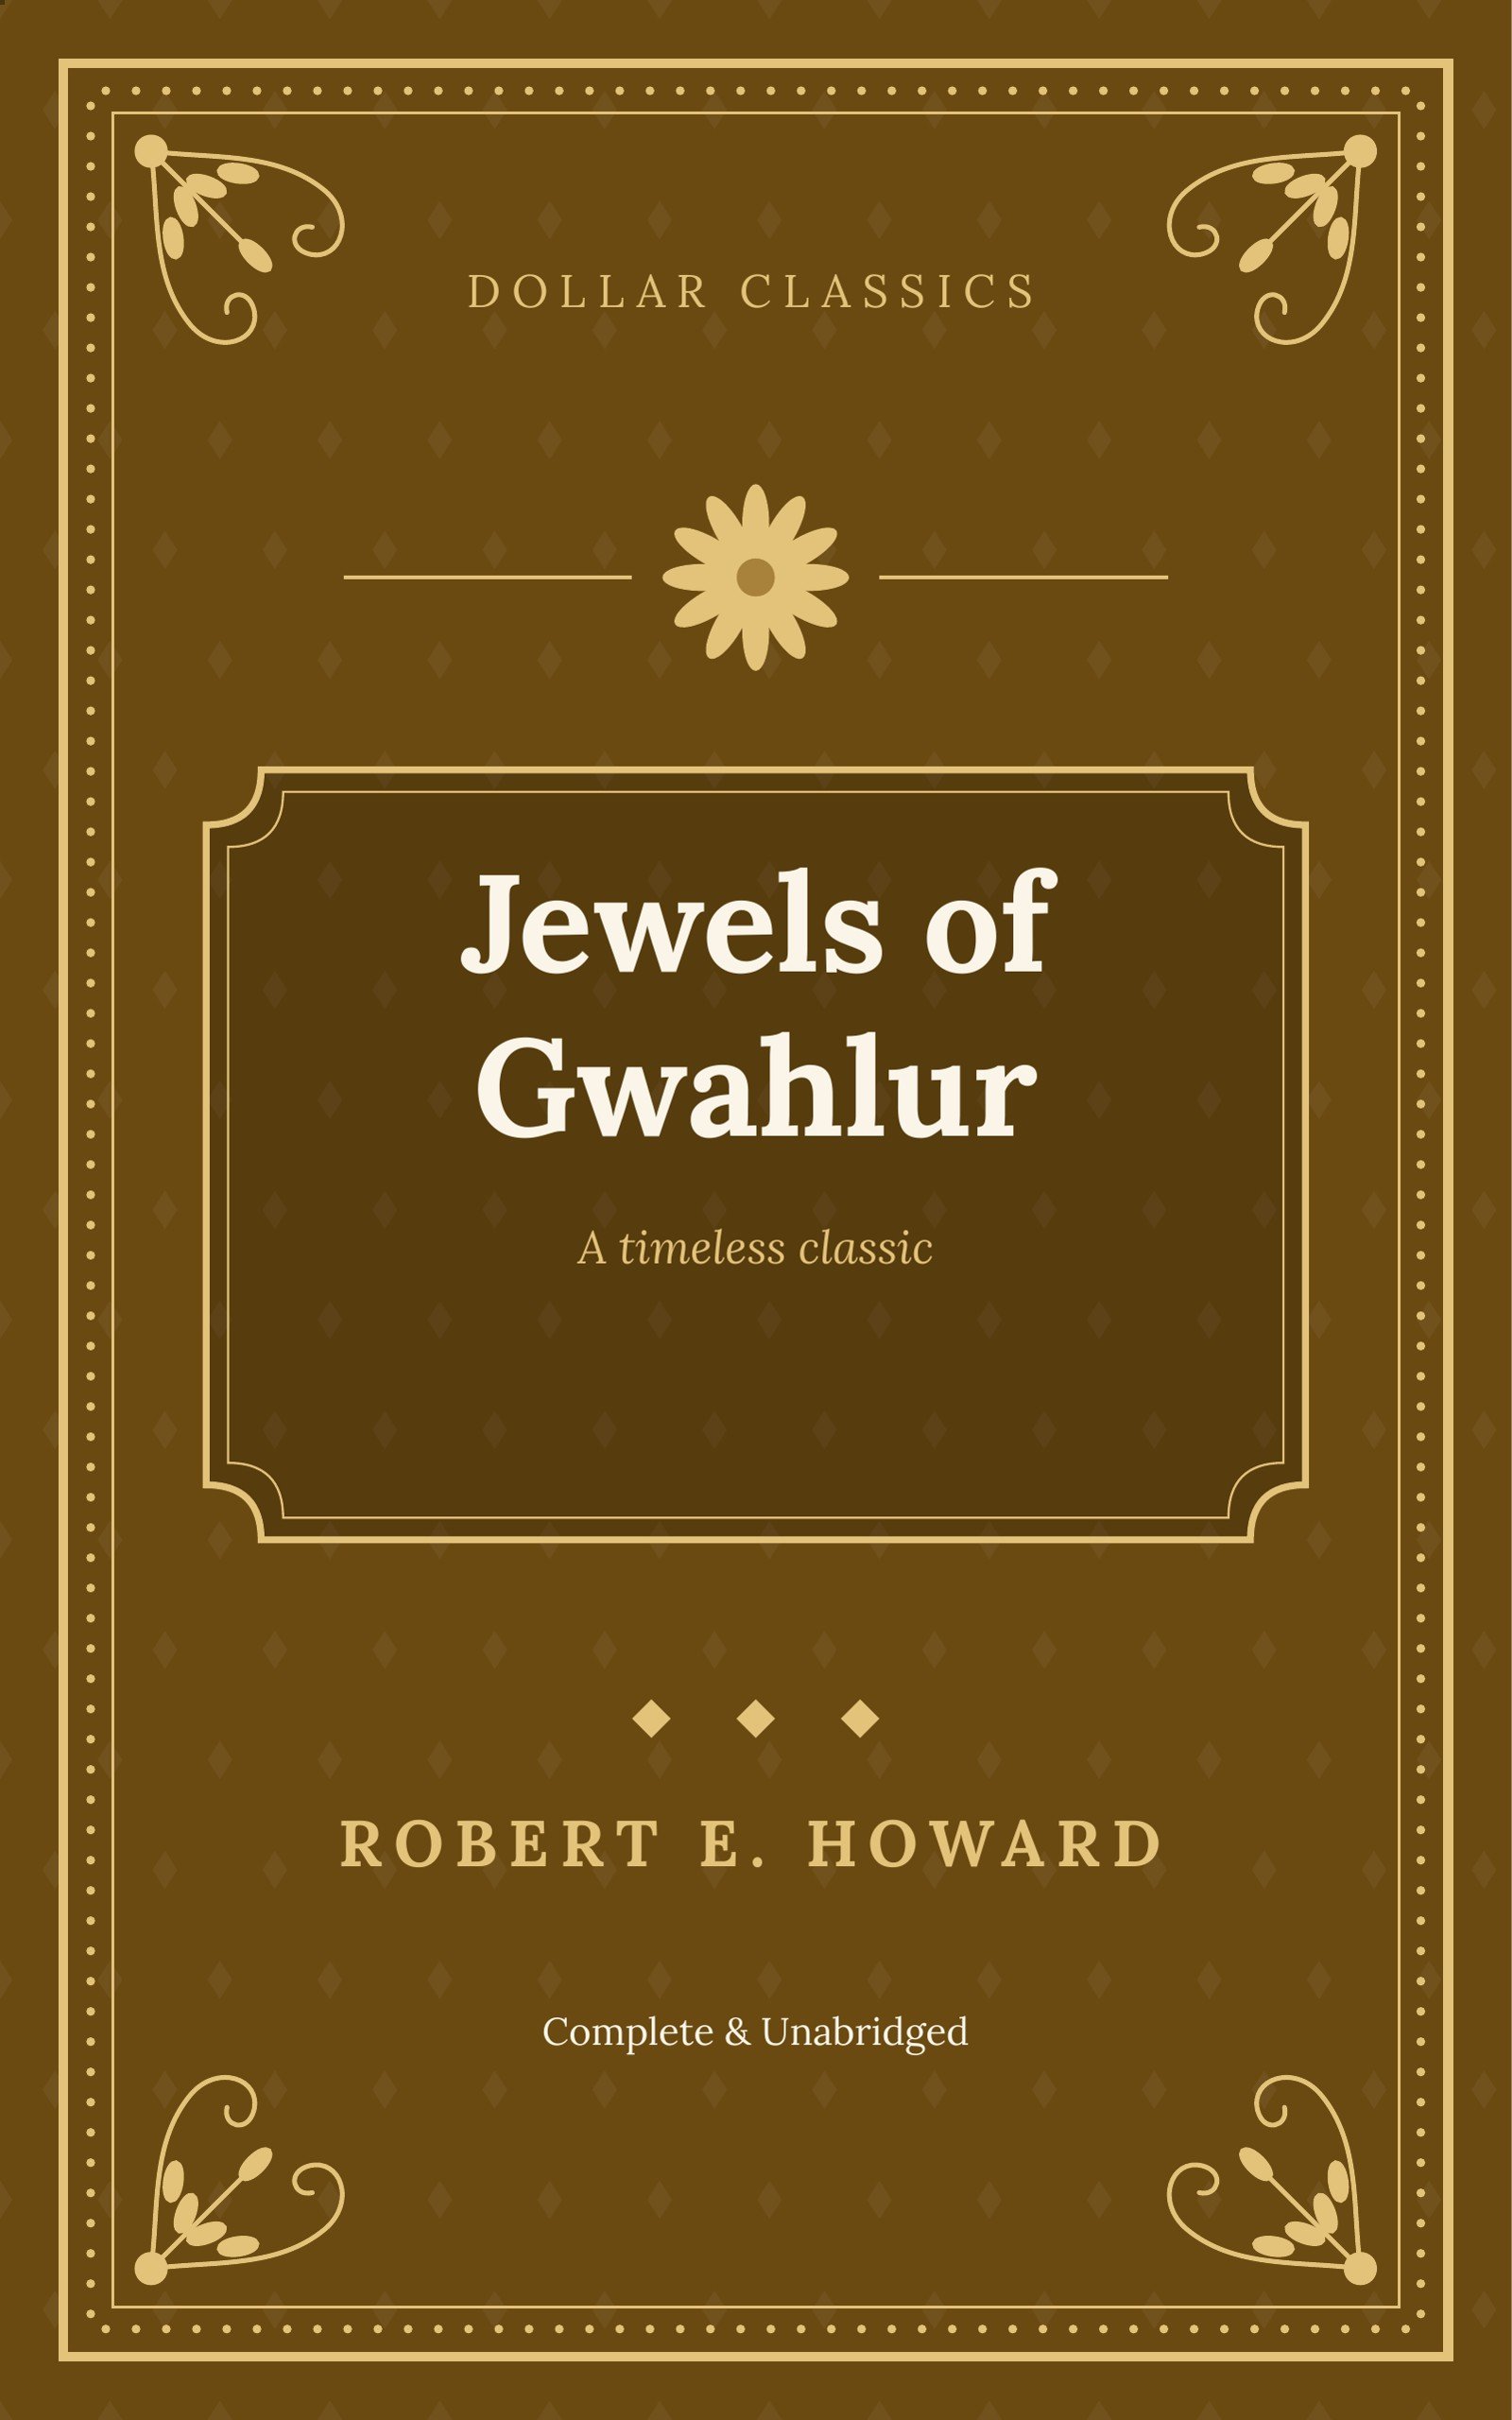 DOLLAR CLASSICS
Jewels of
Gwahlur
A timeless classic
ROBERT E. HOWARD
Complete & Unabridged